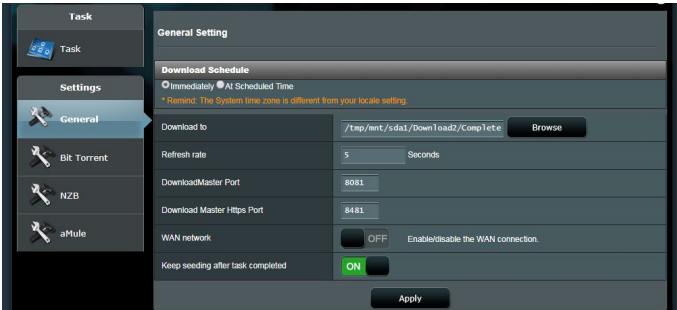 Task
Task
Settings
General
Bit Torrent
NZB
aMule
General Setting
Download Schedule
Immediately At Scheduled Time
* Remind: The System time zone is different from your locale setting.
Download to /tmp/mnt/sda1/Download2/Complete Browse
Refresh rate 5 Seconds
DownloadMaster Port 8081
Download Master Https Port 8481
WAN network OFF Enable/disable the WAN connection.
Keep seeding after task completed ON
Apply